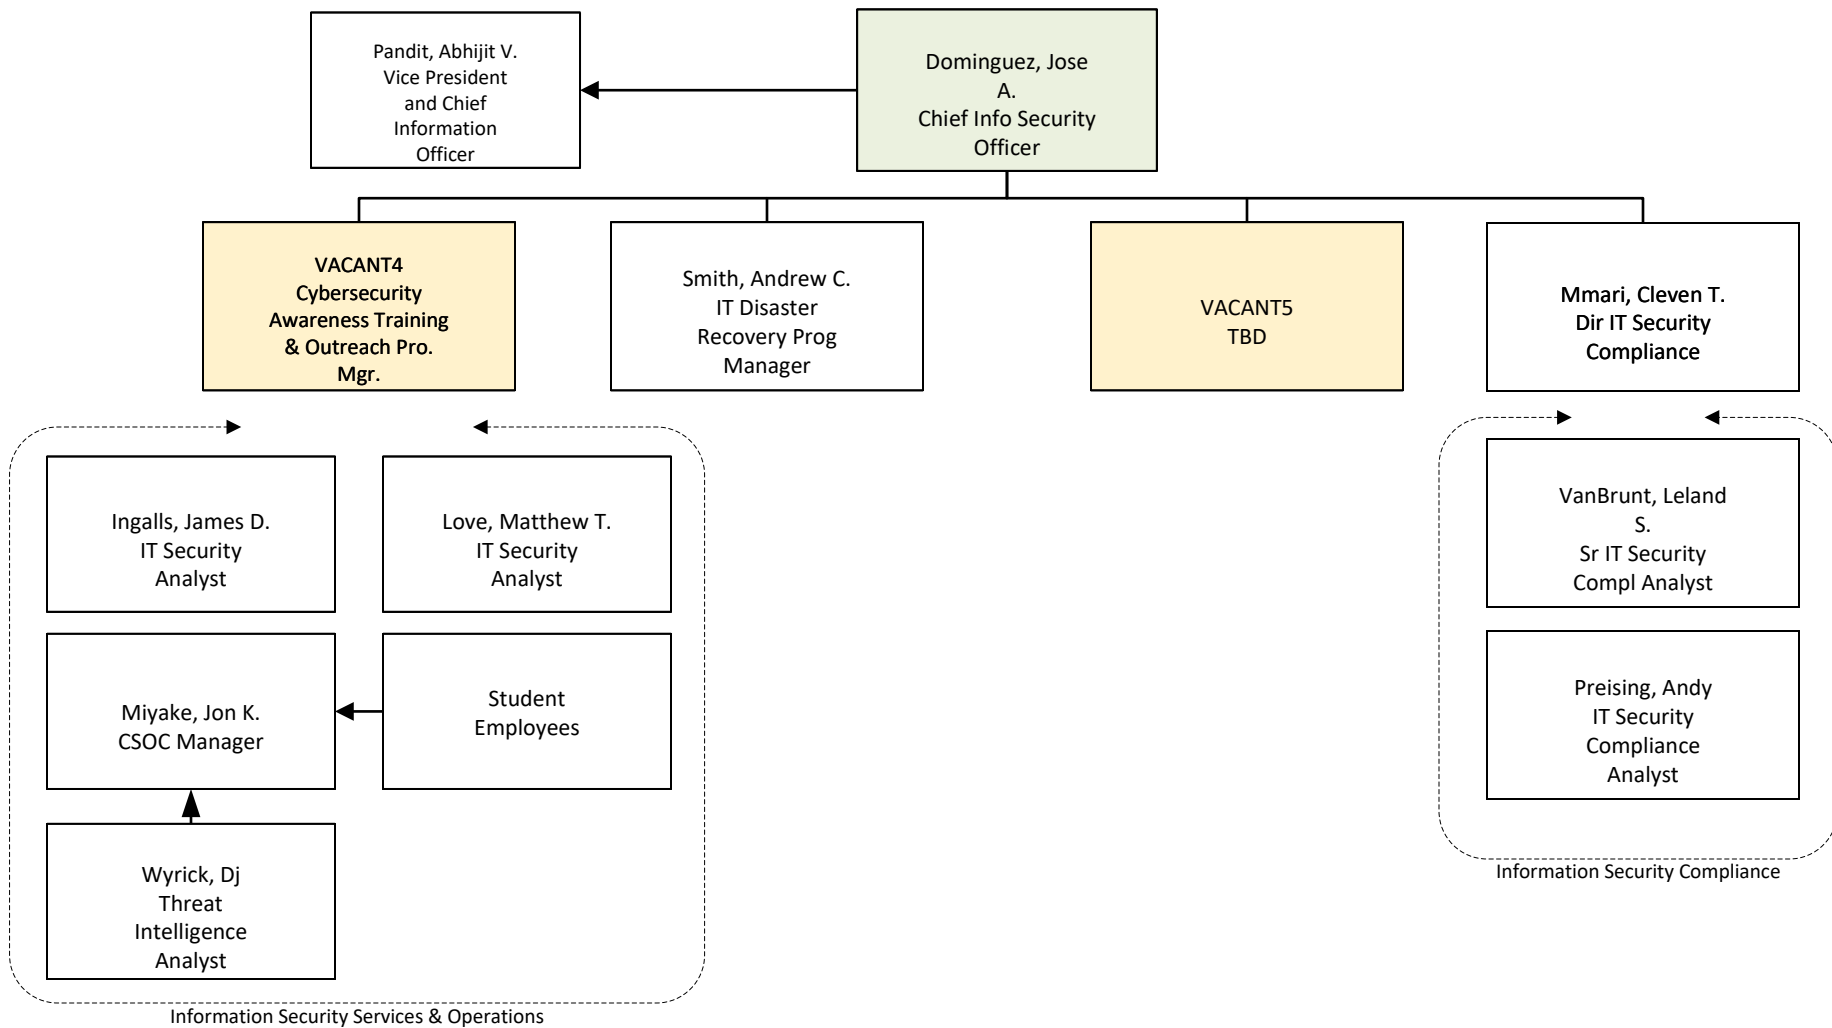 Pandit, Abhijit V.
Vice President
and Chief
Information
Officer
Dominguez, Jose
A.
Chief Info Security
Officer
VACANT4
Cybersecurity
Awareness Training
& Outreach Pro.
Mgr.
Smith, Andrew C.
IT Disaster
Recovery Prog
Manager
VACANT5
TBD
Mmari, Cleven T.
Dir IT Security
Compliance
Ingalls, James D.
IT Security
Analyst
Love, Matthew T.
IT Security
Analyst
Miyake, Jon K.
CSOC Manager
Student
Employees
Wyrick, Dj
Threat
Intelligence
Analyst
Information Security Services & Operations
VanBrunt, Leland
S.
Sr IT Security
Compl Analyst
Preising, Andy
IT Security
Compliance
Analyst
Information Security Compliance